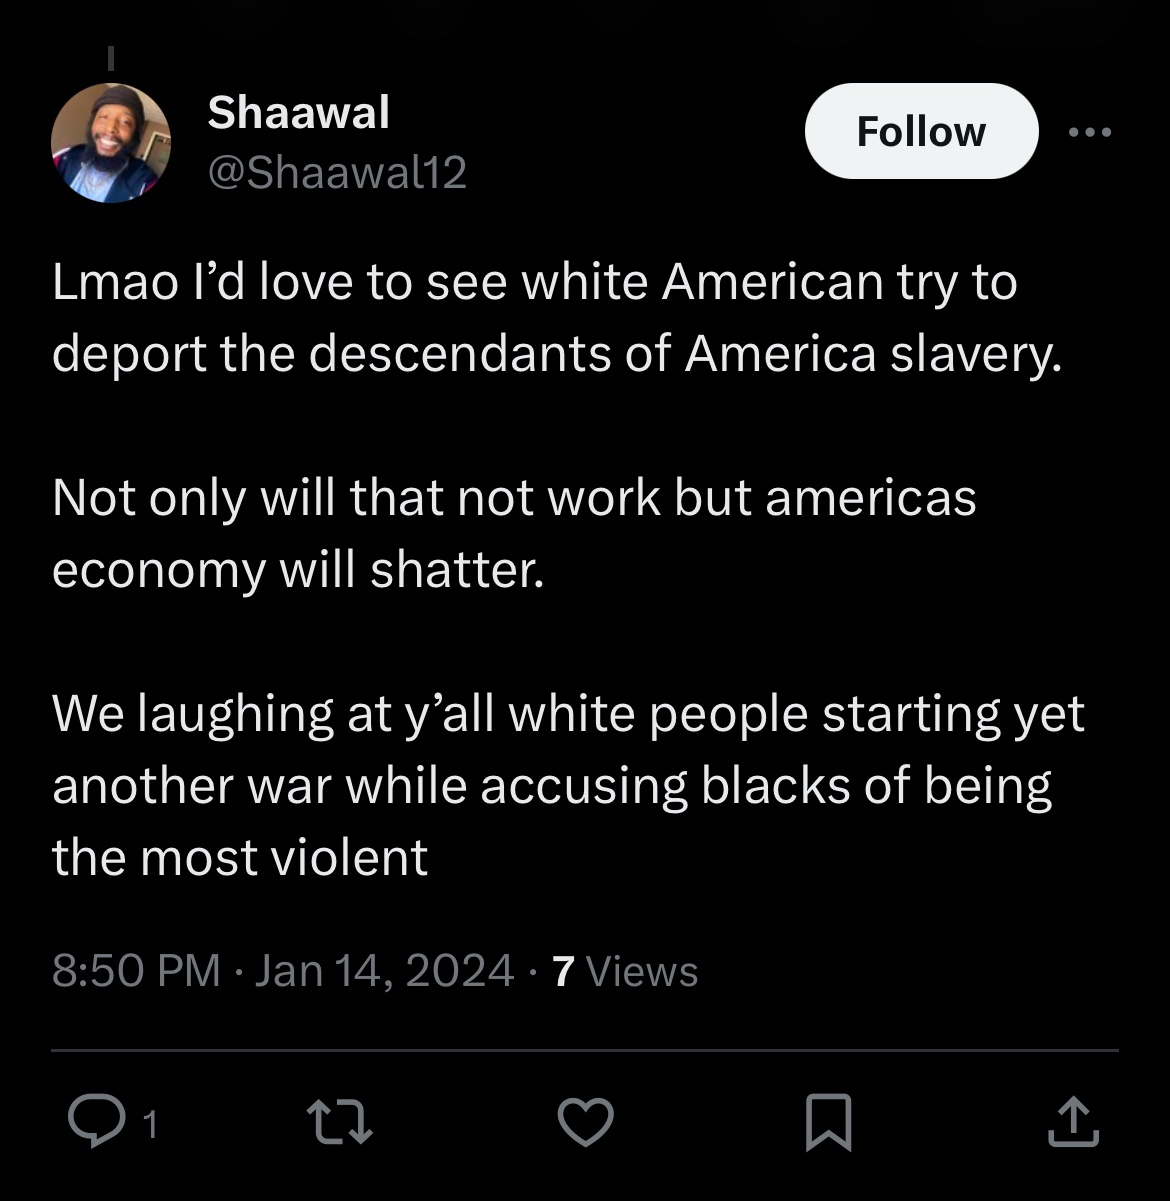 Shaawal
@Shaawal12
Follow
Lmao I’d love to see white American try to
deport the descendants of America slavery.
Not only will that not work but americas
economy will shatter.
We laughing at y’all white people starting yet
another war while accusing blacks of being
the most violent
8:50 PM · Jan 14, 2024 · 7 Views
1